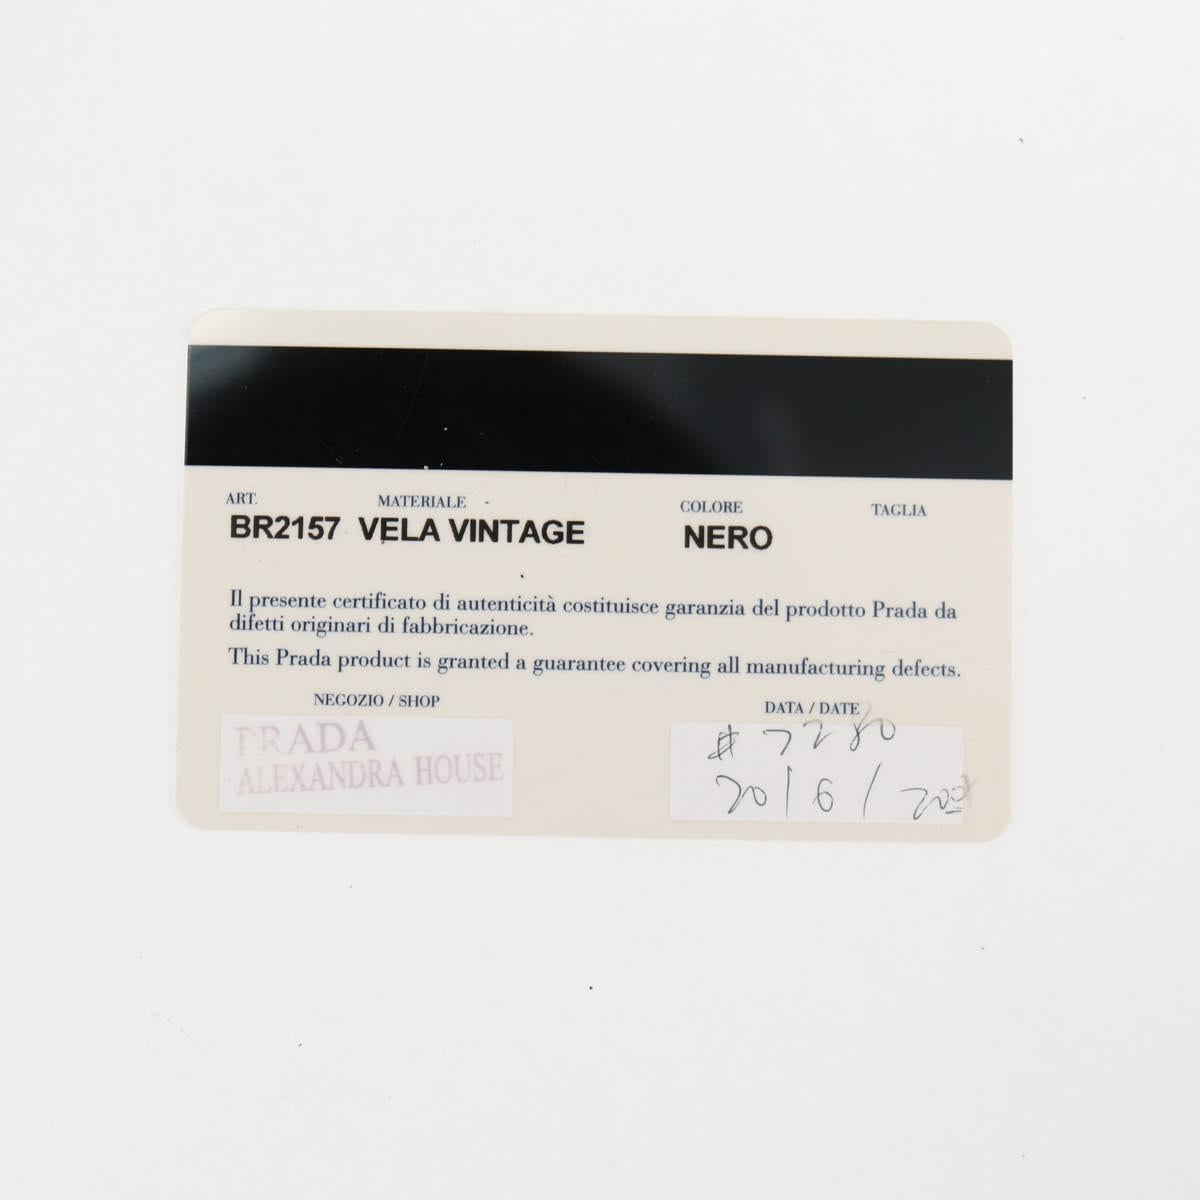 ART. MATERIALE COLORE TAGLIA
BR2157 VELA VINTAGE NERO
Il presente certificato di autenticità costituisce garanzia del prodotto Prada da
difetti originari di fabbricazione.
This Prada product is granted a guarantee covering all manufacturing defects.
NEGOZIO / SHOP DATA / DATE
PRADA
ALEXANDRA HOUSE
# 7280
20/6/